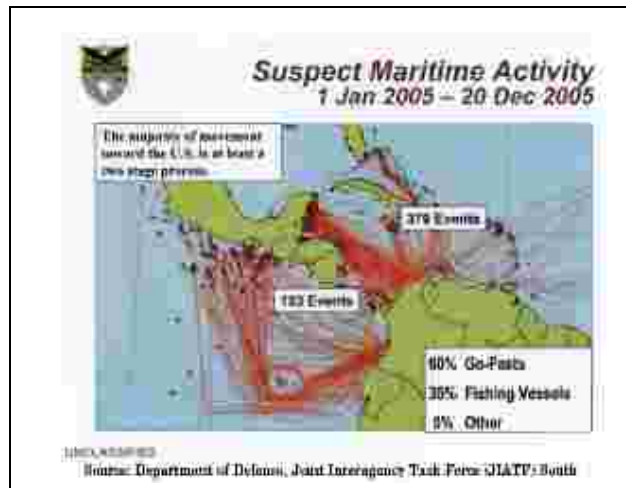 Suspect Maritime Activity
1 Jan 2005 – 20 Dec 2005
The majority of movement
toward the U.S. is at least a
two stage process.
Events
Events
Go-Fasts
Fishing Vessels
Other
UNCLASSIFIED
Source: Department of Defense, Joint Interagency Task Force (JIATF) South